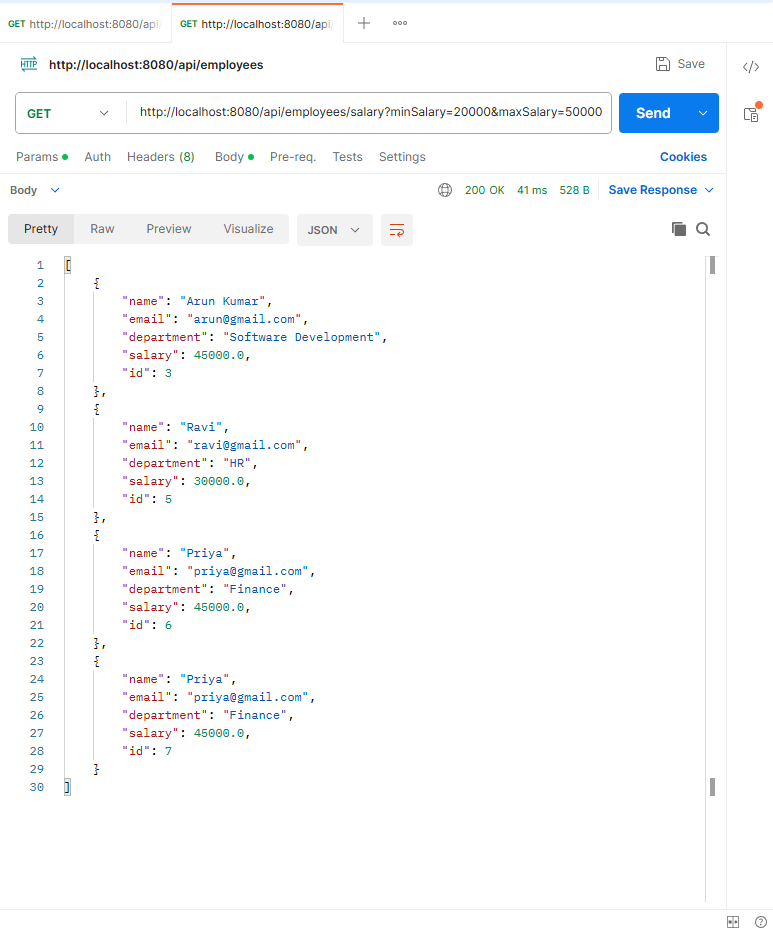 GET http://localhost:8080/api/ GET http://localhost:8080/api/
HTTP http://localhost:8080/api/employees Save
GET http://localhost:8080/api/employees/salary?minSalary=20000&maxSalary=50000 Send
Params Auth Headers (8) Body Pre-req. Tests Settings Cookies
Body 200 OK 41 ms 528 B Save Response
Pretty Raw Preview Visualize JSON
1 [
2 {
3 "name": "Arun Kumar",
4 "email": "arun@gmail.com",
5 "department": "Software Development",
6 "salary": 45000.0,
7 "id": 3
8 },
9 {
10 "name": "Ravi",
11 "email": "ravi@gmail.com",
12 "department": "HR",
13 "salary": 30000.0,
14 "id": 5
15 },
16 {
17 "name": "Priya",
18 "email": "priya@gmail.com",
19 "department": "Finance",
20 "salary": 45000.0,
21 "id": 6
22 },
23 {
24 "name": "Priya",
25 "email": "priya@gmail.com",
26 "department": "Finance",
27 "salary": 45000.0,
28 "id": 7
29 }
30 ]